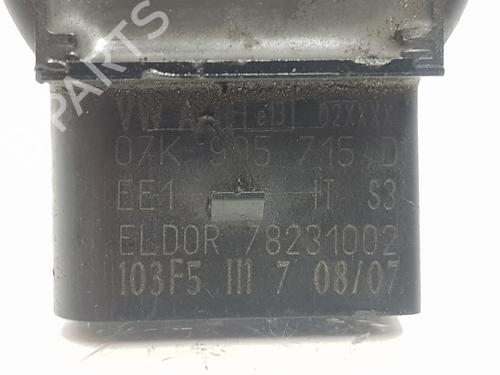 VW AG e13 02XXXX
07K 905 715 D
EE1 IT S3
ELDOR 78231002
103F5 III 7 08/07
PARTS